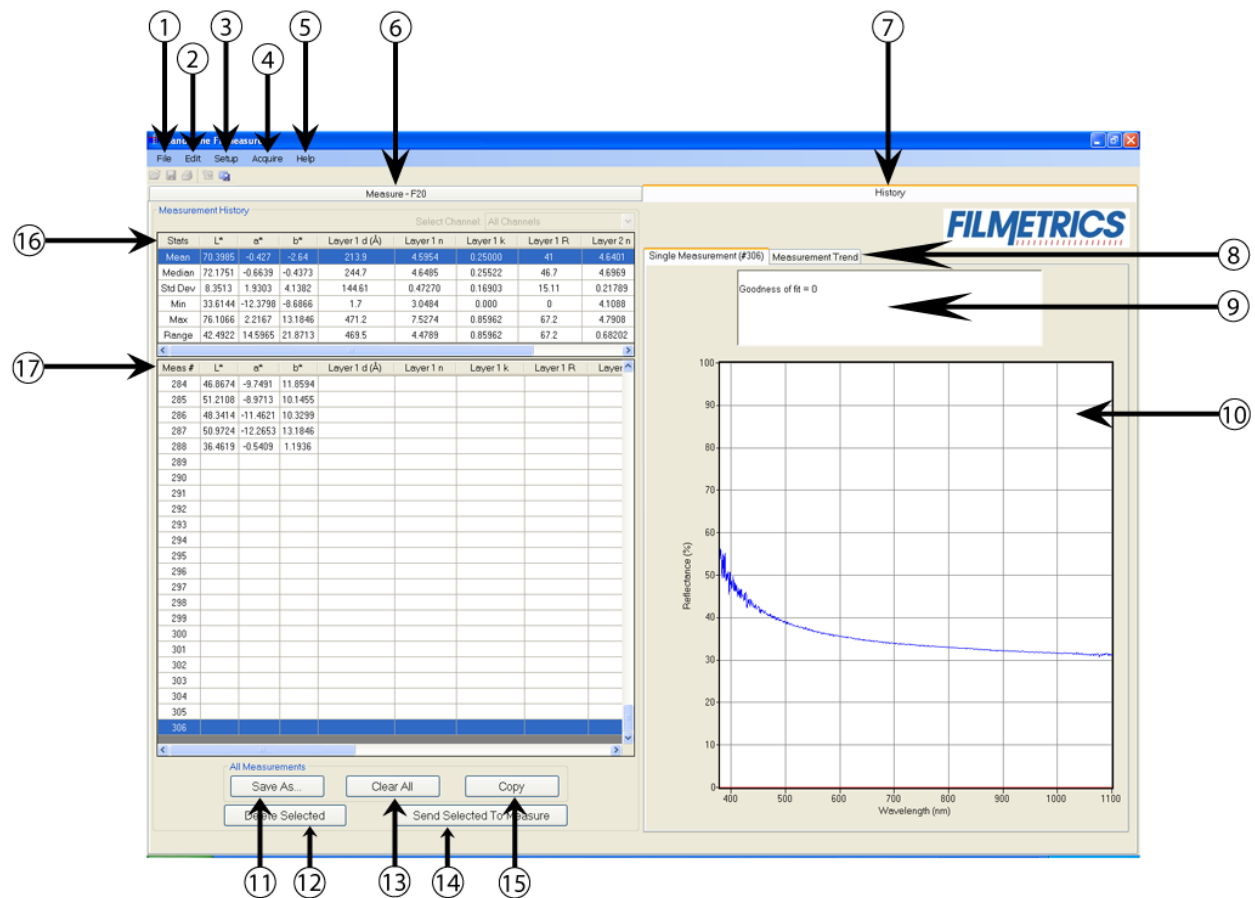 1 3 5 6 7
2 4
File Edit Setup Acquire Help
Measure - F20 History
Measurement History
Select Channel: All Channels
FILMETRICS
16
Stats L* a* b* Layer 1 d (Å) Layer 1 n Layer 1 k Layer 1 R Layer 2 n
Mean 70.3985 -0.427 -2.64 213.9 4.5954 0.25000 41 4.6401
Median 72.1751 -0.6639 -0.4373 244.7 4.6485 0.25522 46.7 4.6969
Std Dev 8.3513 1.9303 4.1382 144.61 0.47270 0.16903 15.11 0.21789
Min 33.6144 -12.3798 -8.6866 1.7 3.0484 0.000 0 4.1088
Max 76.1066 2.2167 13.1846 471.2 7.5274 0.85962 67.2 4.7908
Range 42.4922 14.5965 21.8713 469.5 4.4789 0.85962 67.2 0.68202
17
Meas # L* a* b* Layer 1 d (Å) Layer 1 n Layer 1 k Layer 1 R Layer
284 46.8674 -9.7491 11.8594
285 51.2108 -8.9713 10.1455
286 48.3414 -11.4621 10.3299
287 50.9724 -12.2653 13.1846
288 36.4619 -0.5409 1.1936
289
290
291
292
293
294
295
296
297
298
299
300
301
302
303
304
305
306
All Measurements
Save As... Clear All Copy
Delete Selected Send Selected To Measure
11 12 13 14 15
Single Measurement (#306) Measurement Trend
8
Goodness of fit = 0
9
10
Reflectance (%)
100
90
80
70
60
50
40
30
20
10
0
400 500 600 700 800 900 1000 1100
Wavelength (nm)